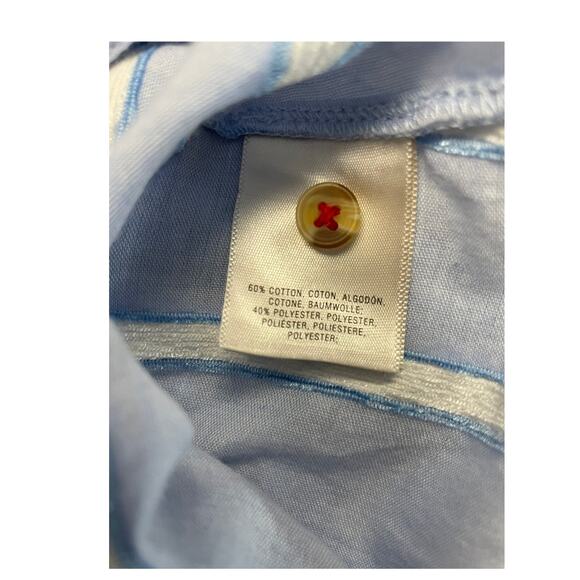 60% COTTON, COTON, ALGODÓN,
COTONE, BAUMWOLLE;
40% POLYESTER, POLYESTER,
POLIÉSTER, POLIESTERE,
POLYESTER;